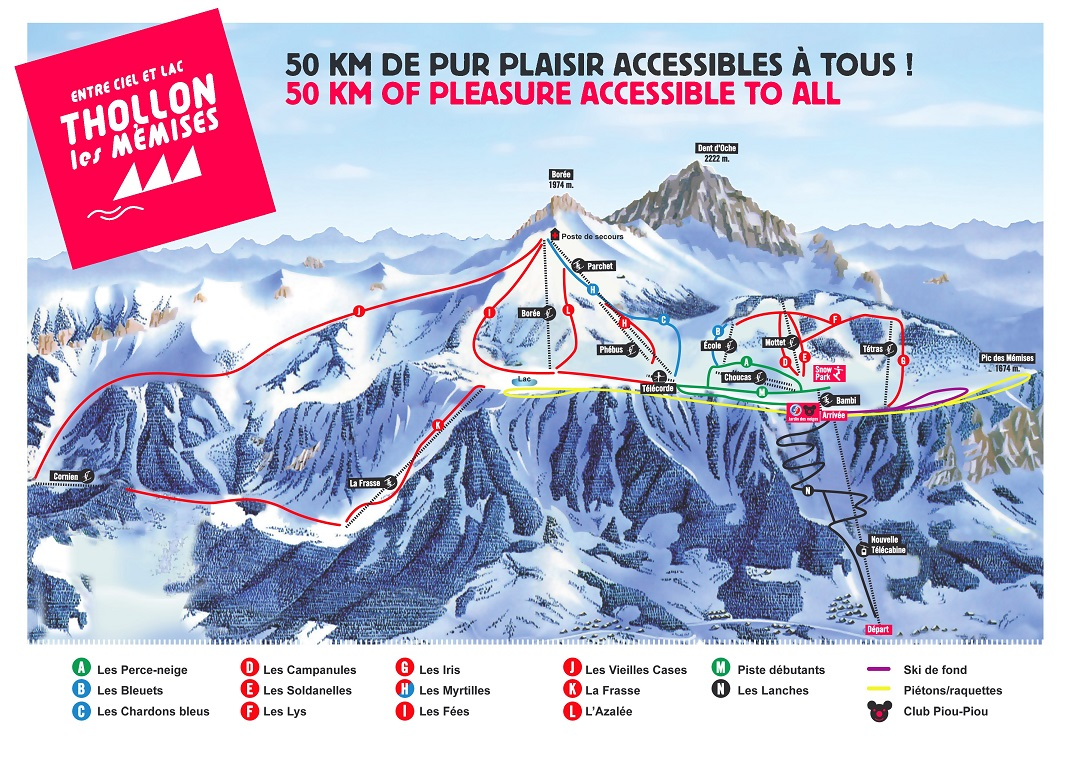 ENTRE CIEL ET LAC
THOLLON
les MÈMISES
50 KM DE PUR PLAISIR ACCESSIBLES À TOUS !
50 KM OF PLEASURE ACCESSIBLE TO ALL
Dent d'Oche
2222 m.
Borée
1974 m.
Poste de secours
Parchet
H
J
I
Borée
L
H
C
Phébus
B
École
Mottet
F
D
E
Tétras
G
A
Choucas
Snow
Park
M
Pic des Mémises
1674 m.
Lac
Télécorde
Bambi
Jardin des neiges
Arrivée
K
Cornien
La Frasse
N
Nouvelle
Télécabine
Départ
A Les Perce-neige
B Les Bleuets
C Les Chardons bleus
D Les Campanules
E Les Soldanelles
F Les Lys
G Les Iris
H Les Myrtilles
I Les Fées
J Les Vieilles Cases
K La Frasse
L L'Azalée
M Piste débutants
N Les Lanches
Ski de fond
Piétons/raquettes
Club Piou-Piou